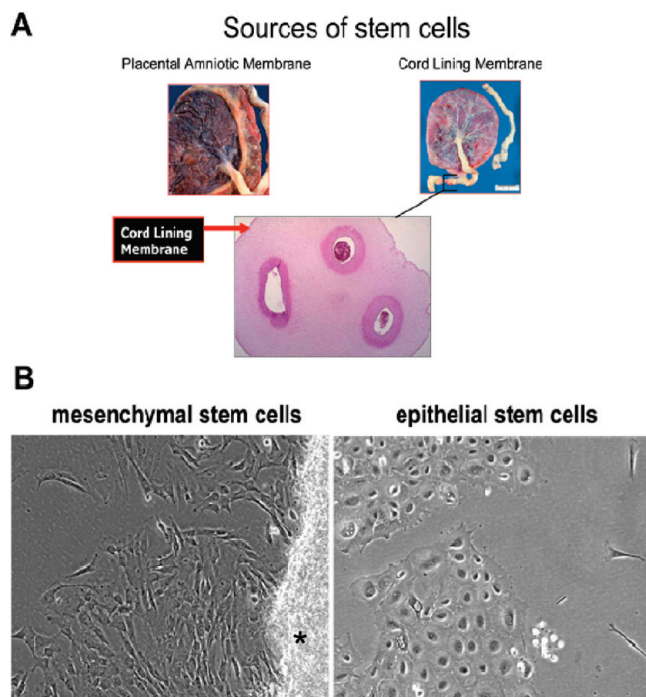 A
Sources of stem cells
Placental Amniotic Membrane
Cord Lining Membrane
Cord Lining
Membrane
B
mesenchymal stem cells
epithelial stem cells
*